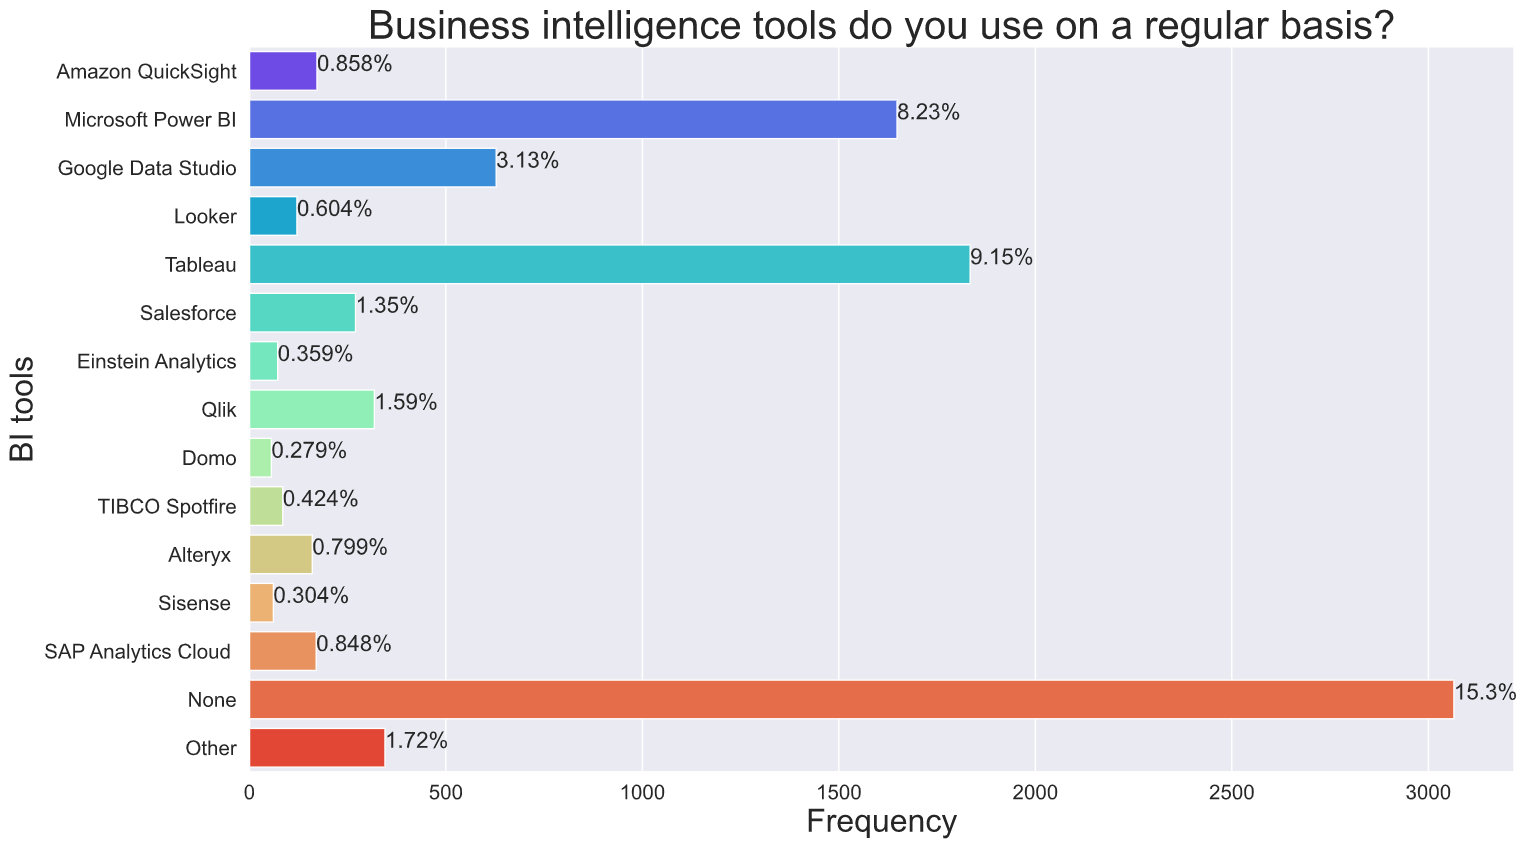 Business intelligence tools do you use on a regular basis?
Amazon QuickSight 0.858%
Microsoft Power BI 8.23%
Google Data Studio 3.13%
Looker 0.604%
Tableau 9.15%
Salesforce 1.35%
Einstein Analytics 0.359%
Qlik 1.59%
Domo 0.279%
TIBCO Spotfire 0.424%
Alteryx 0.799%
Sisense 0.304%
SAP Analytics Cloud 0.848%
None 15.3%
Other 1.72%
BI tools
0 500 1000 1500 2000 2500 3000
Frequency